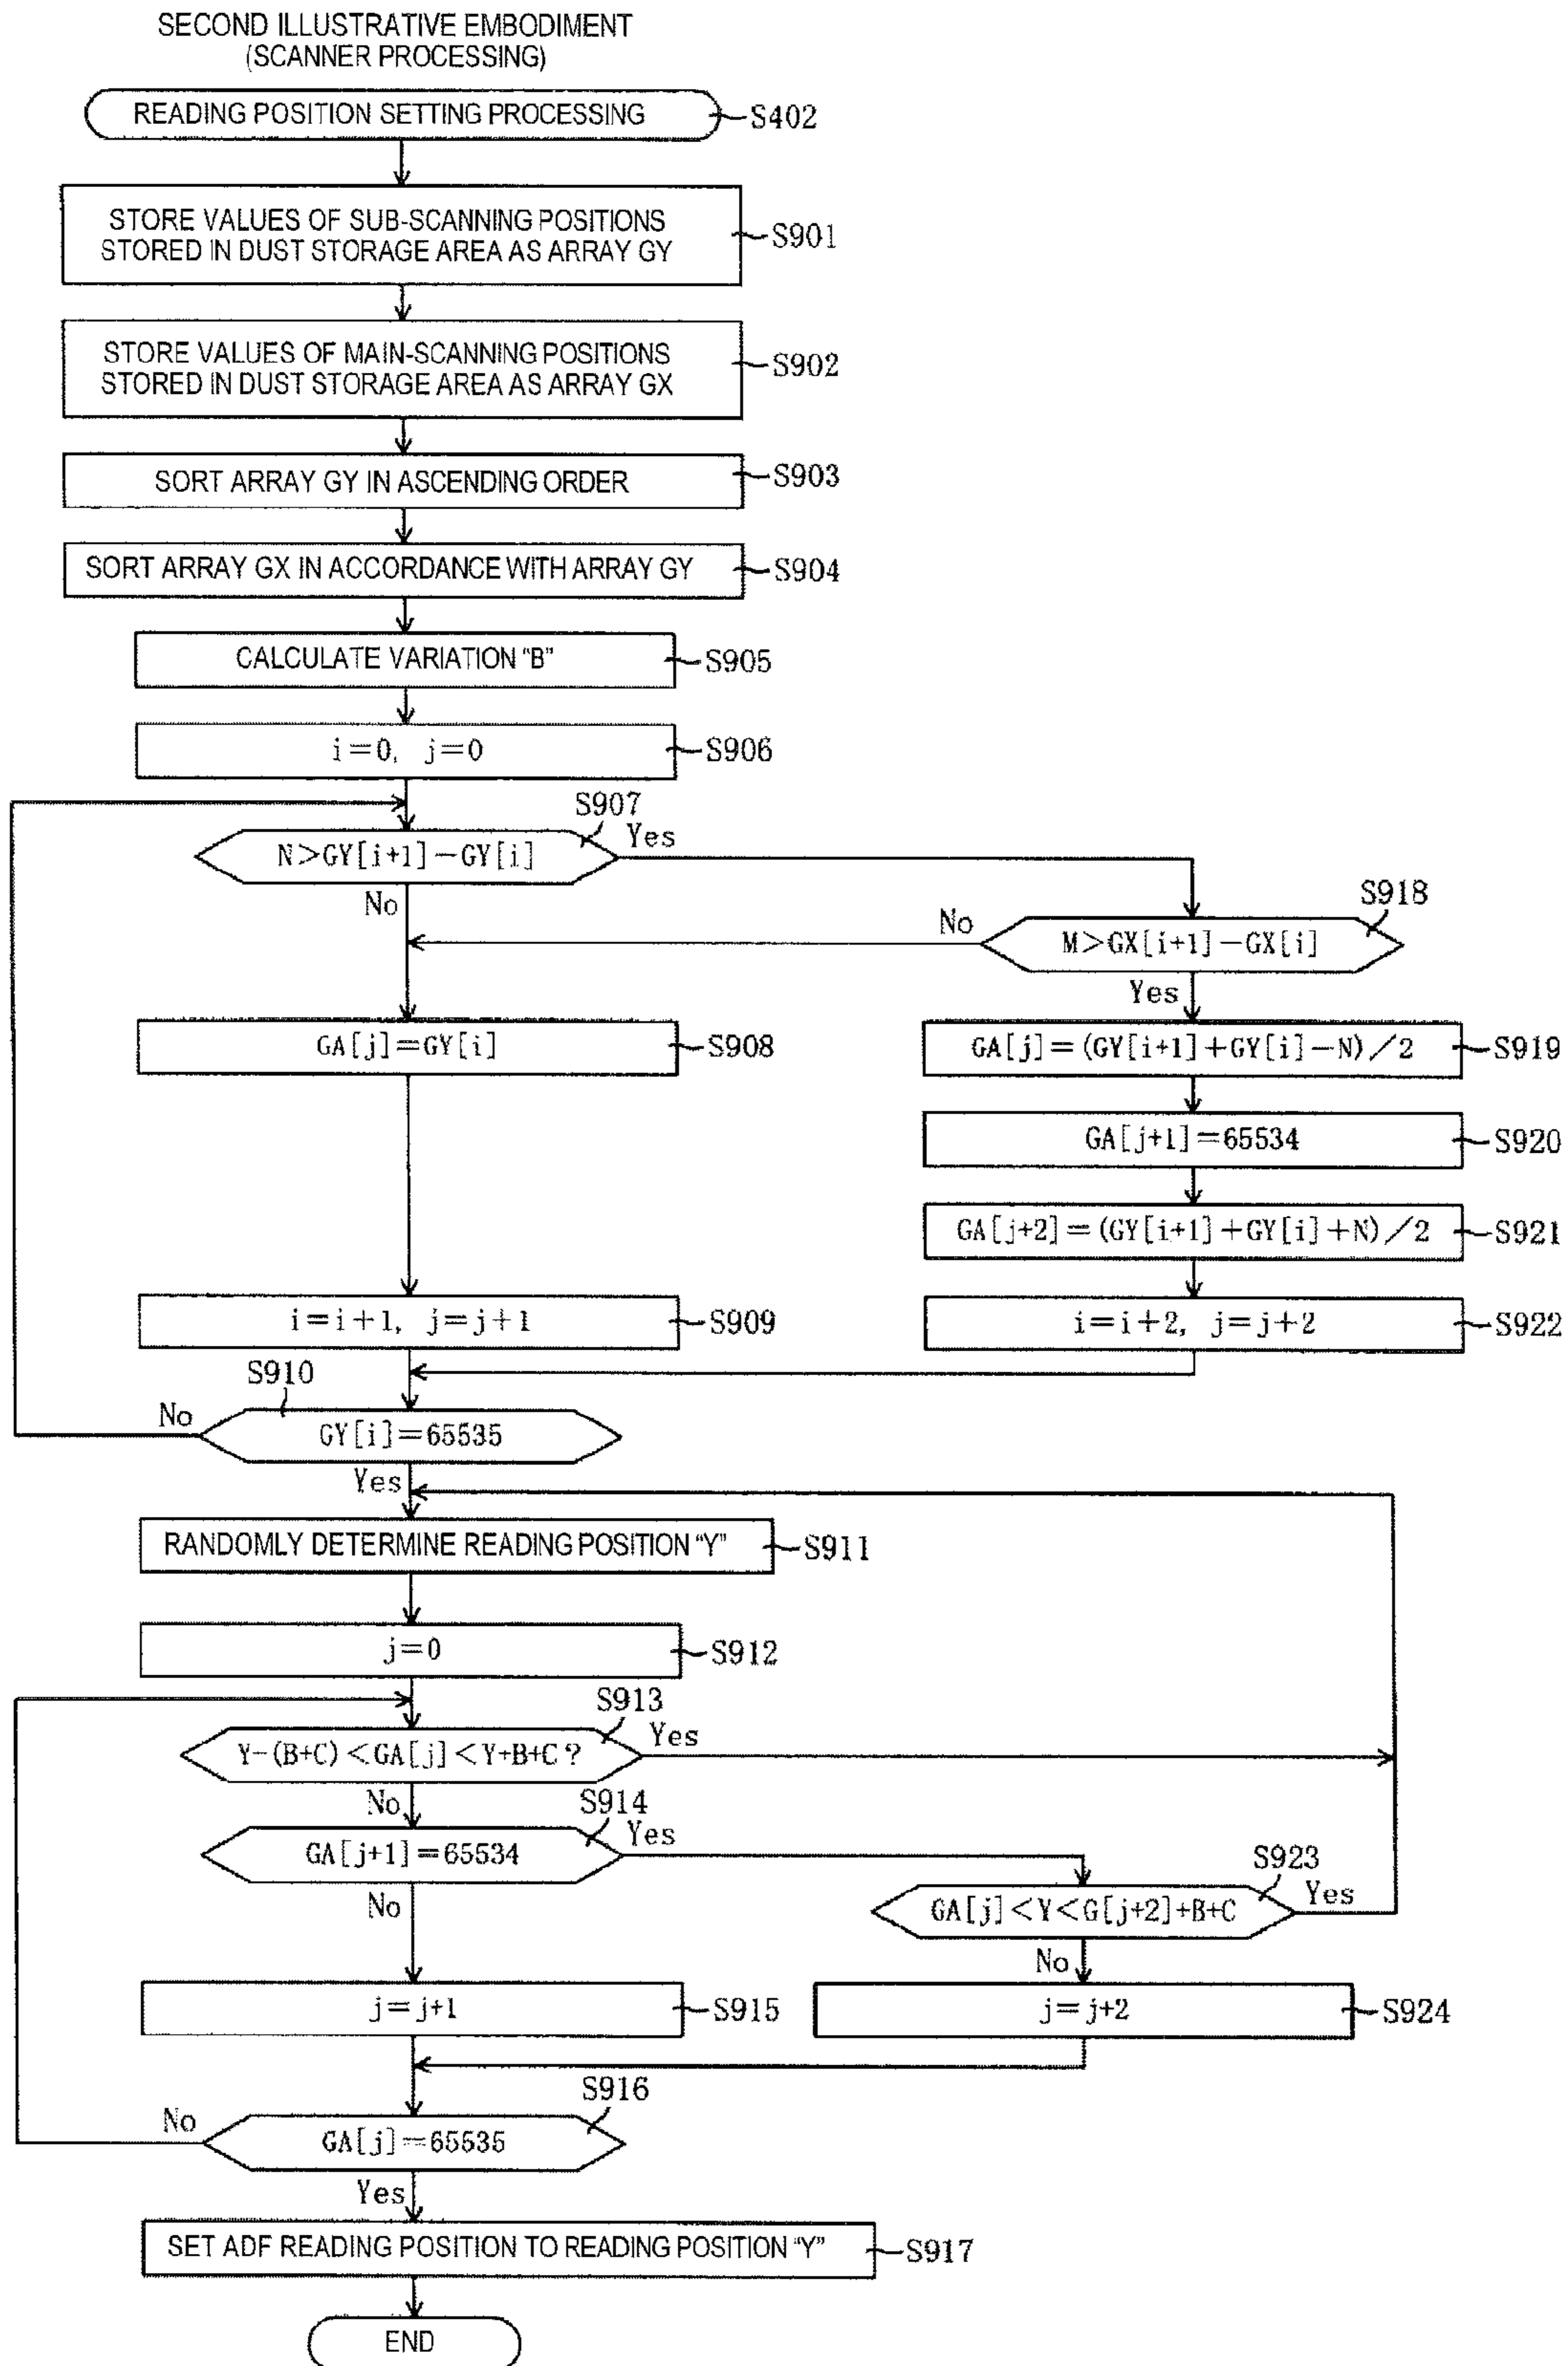 SECOND ILLUSTRATIVE EMBODIMENT
(SCANNER PROCESSING)
READING POSITION SETTING PROCESSING
S402
STORE VALUES OF SUB-SCANNING POSITIONS
STORED IN DUST STORAGE AREA AS ARRAY GY
S901
STORE VALUES OF MAIN-SCANNING POSITIONS
STORED IN DUST STORAGE AREA AS ARRAY GX
S902
SORT ARRAY GY IN ASCENDING ORDER
S903
SORT ARRAY GX IN ACCORDANCE WITH ARRAY GY
S904
CALCULATE VARIATION "B"
S905
i=0, j=0
S906
S907
N>GY[i+1]-GY[i]
Yes
No
S918
No
M>GX[i+1]-GX[i]
Yes
GA[j]=GY[i]
S908
GA[j]=(GY[i+1]+GY[i]-N)/2
S919
GA[j+1]=65534
S920
GA[j+2]=(GY[i+1]+GY[i]+N)/2
S921
i=i+1, j=j+1
S909
i=i+2, j=j+2
S922
S910
No
GY[i]=65535
Yes
RANDOMLY DETERMINE READING POSITION "Y"
S911
j=0
S912
S913
Y-(B+C)<GA[j]<Y+B+C?
Yes
No
S914
GA[j+1]=65534
Yes
No
S923
GA[j]<Y<G[j+2]+B+C
Yes
No
j=j+1
S915
j=j+2
S924
S916
No
GA[j]=65535
Yes
SET ADF READING POSITION TO READING POSITION "Y"
S917
END